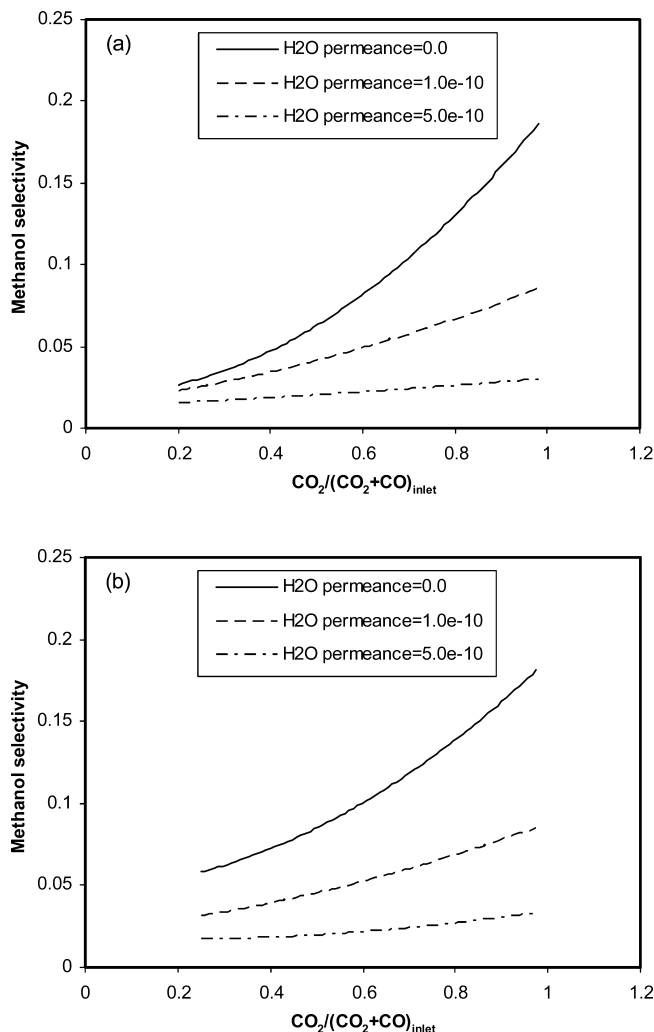 (a)
H2O permeance=0.0
H2O permeance=1.0e-10
H2O permeance=5.0e-10
Methanol selectivity
0.25
0.2
0.15
0.1
0.05
0
0 0.2 0.4 0.6 0.8 1 1.2
CO2/(CO2+CO)inlet
(b)
H2O permeance=0.0
H2O permeance=1.0e-10
H2O permeance=5.0e-10
Methanol selectivity
0.25
0.2
0.15
0.1
0.05
0
0 0.2 0.4 0.6 0.8 1 1.2
CO2/(CO2+CO)inlet